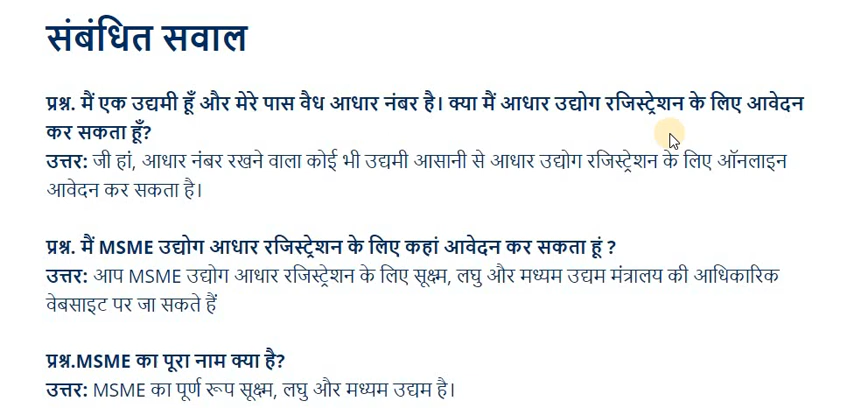 संबंधित सवाल
प्रश्न. मैं एक उद्यमी हूँ और मेरे पास वैध आधार नंबर है। क्या मैं आधार उद्योग रजिस्ट्रेशन के लिए आवेदन
कर सकता हूँ?
उत्तर: जी हां, आधार नंबर रखने वाला कोई भी उद्यमी आसानी से आधार उद्योग रजिस्ट्रेशन के लिए ऑनलाइन
आवेदन कर सकता है।
प्रश्न. मैं MSME उद्योग आधार रजिस्ट्रेशन के लिए कहां आवेदन कर सकता हूं ?
उत्तर: आप MSME उद्योग आधार रजिस्ट्रेशन के लिए सूक्ष्म, लघु और मध्यम उद्यम मंत्रालय की आधिकारिक
वेबसाइट पर जा सकते हैं
प्रश्न.MSME का पूरा नाम क्या है?
उत्तर: MSME का पूर्ण रूप सूक्ष्म, लघु और मध्यम उद्यम है।